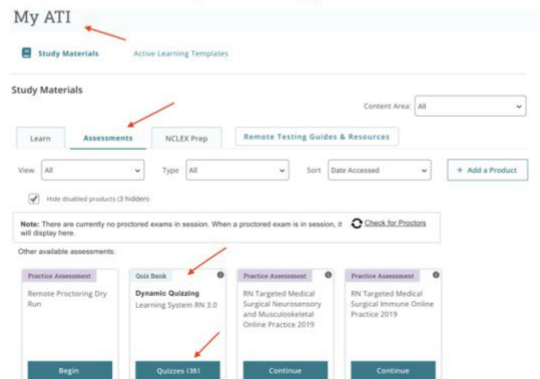 My ATI
Study Materials
Active Learning Templates
Study Materials
Content Area: All
Learn
Assessments
NCLEX Prep
Remote Testing Guides & Resources
View All
Type All
Sort Date Accessed
+ Add a Product
Hide disabled products (3 hidden)
Note: There are currently no proctored exams in session. When a proctored exam is in session, it
will display here.
Check for Proctors
Other available assessments:
Practice Assessment
Remote Proctoring Dry
Run
Begin
Quiz Bank
Dynamic Quizzing
Learning System RN 3.0
Quizzes (38)
Practice Assessment
RN Targeted Medical
Surgical Neurosensory
and Musculoskeletal
Online Practice 2019
Continue
Practice Assessment
RN Targeted Medical
Surgical Immune Online
Practice 2019
Continue